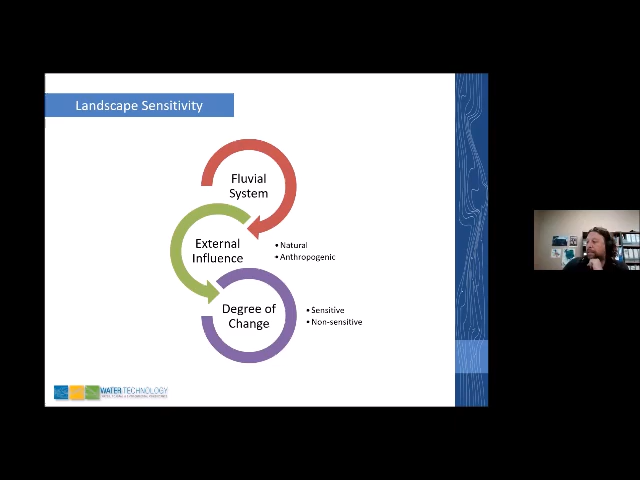 Landscape Sensitivity
Fluvial
System
External
Influence
• Natural
• Anthropogenic
Degree of
Change
• Sensitive
• Non-sensitive
WATER TECHNOLOGY